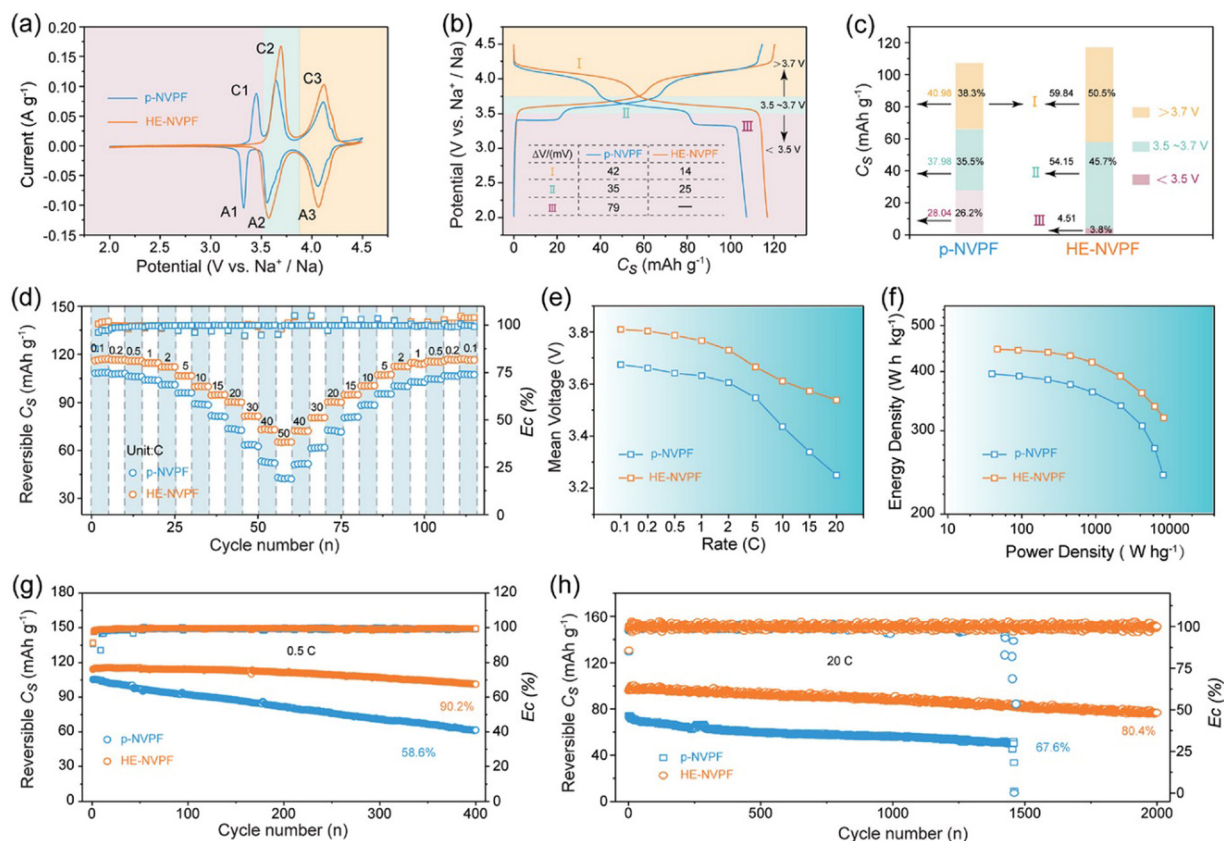 (a)
0.20
0.15
0.10
0.05
0.00
-0.05
-0.10
-0.15
Current (A g⁻¹)
p-NVPF
HE-NVPF
C1
C2
C3
A1
A2
A3
2.0 2.5 3.0 3.5 4.0 4.5
Potential (V vs. Na⁺ / Na)
(b)
4.5
4.0
3.5
3.0
2.5
2.0
Potential (V vs. Na⁺ / Na)
I
II
III
>3.7 V
3.5 ~3.7 V
< 3.5 V
ΔV/(mV) p-NVPF HE-NVPF
I 42 14
II 35 25
III 79 —
0 20 40 60 80 100 120
Cs (mAh g⁻¹)
(c)
120
100
80
60
40
20
0
Cs (mAh g⁻¹)
40.98 38.3% I 59.84 50.5%
37.98 35.5% II 54.15 45.7%
28.04 26.2% III 4.51 3.8%
>3.7 V
3.5 ~3.7 V
< 3.5 V
p-NVPF HE-NVPF
(d)
150
120
90
60
30
Reversible Cs (mAh g⁻¹)
0.1 0.2 0.5 1 2 5 10 15 20 30 40 50 40 30 20 15 10 5 2 1 0.5 0.2 0.1
Unit:C
p-NVPF
HE-NVPF
100
75
50
25
0
Ec (%)
0 25 50 75 100
Cycle number (n)
(e)
4.0
3.8
3.6
3.4
3.2
Mean Voltage (V)
p-NVPF
HE-NVPF
0.1 0.2 0.5 1 2 5 10 15 20
Rate (C)
(f)
500
400
300
200
Energy Density (W h kg⁻¹)
p-NVPF
HE-NVPF
10 100 1000 10000
Power Density ( W hg⁻¹)
(g)
180
150
120
90
60
30
0
Reversible Cs (mAh g⁻¹)
0.5 C
90.2%
58.6%
p-NVPF
HE-NVPF
120
100
80
60
40
20
0
Ec (%)
0 100 200 300 400
Cycle number (n)
(h)
160
120
80
40
0
Reversible Cs (mAh g⁻¹)
20 C
67.6%
80.4%
p-NVPF
HE-NVPF
100
75
50
25
0
Ec (%)
0 500 1000 1500 2000
Cycle number (n)